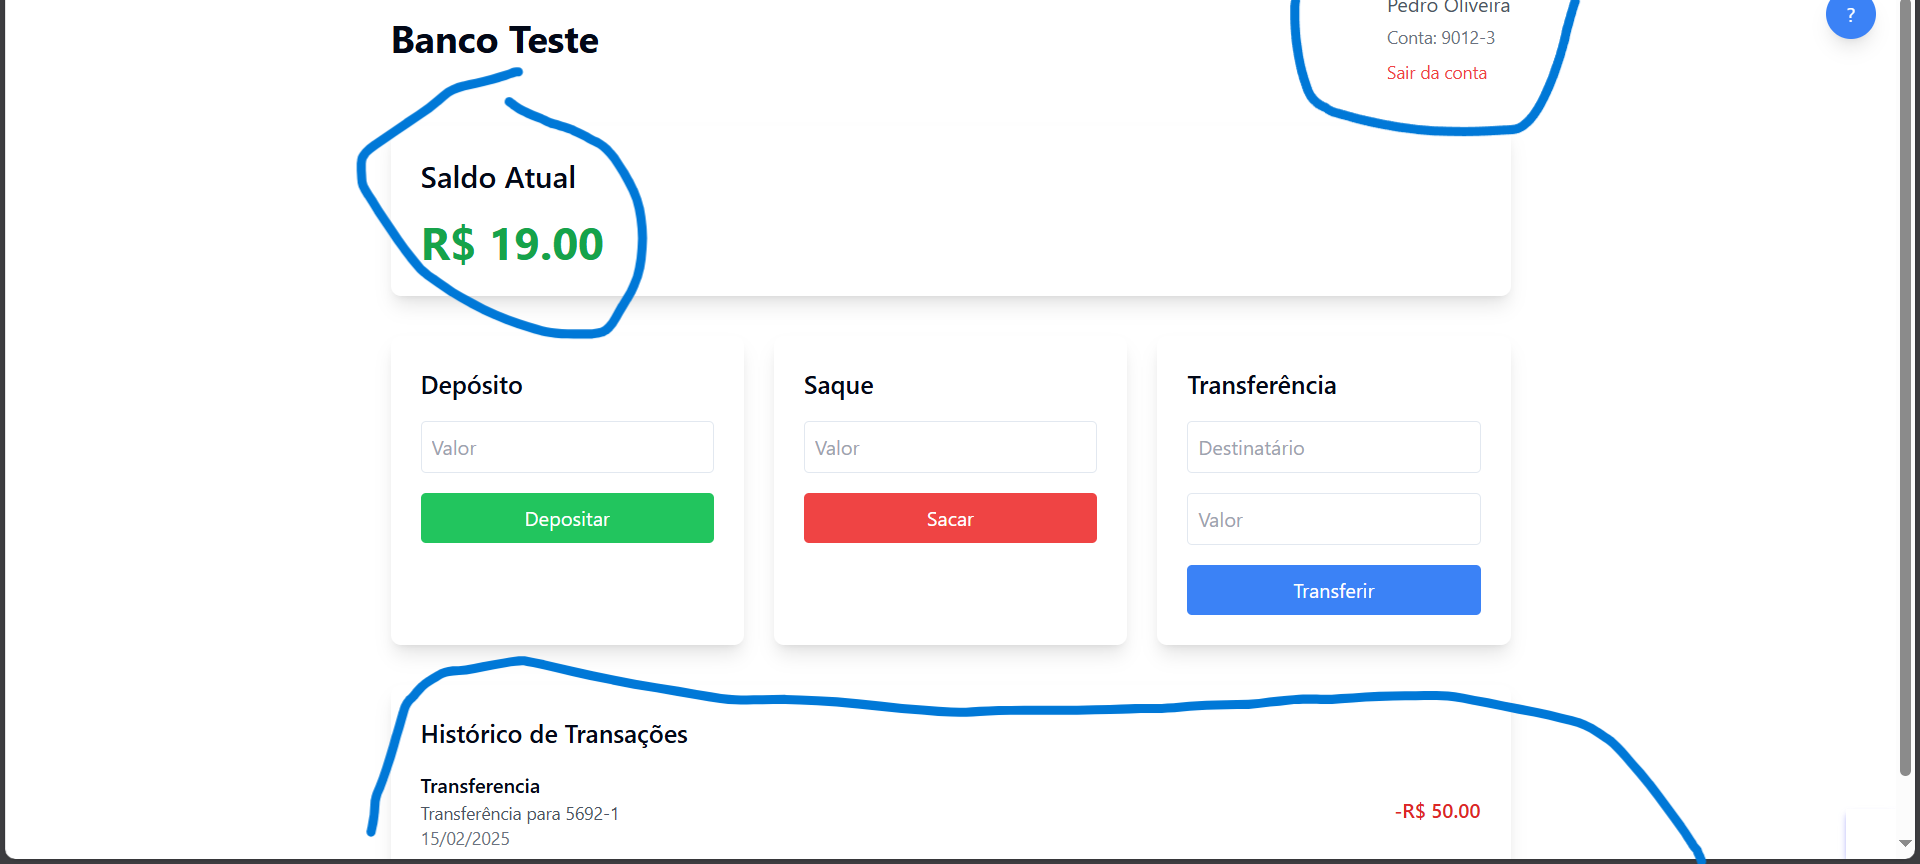 Banco Teste
Pedro Oliveira
Conta: 9012-3
Sair da conta
?
Saldo Atual
R$ 19.00
Depósito
Valor
Depositar
Saque
Valor
Sacar
Transferência
Destinatário
Valor
Transferir
Histórico de Transações
Transferencia
Transferência para 5692-1
15/02/2025
-R$ 50.00